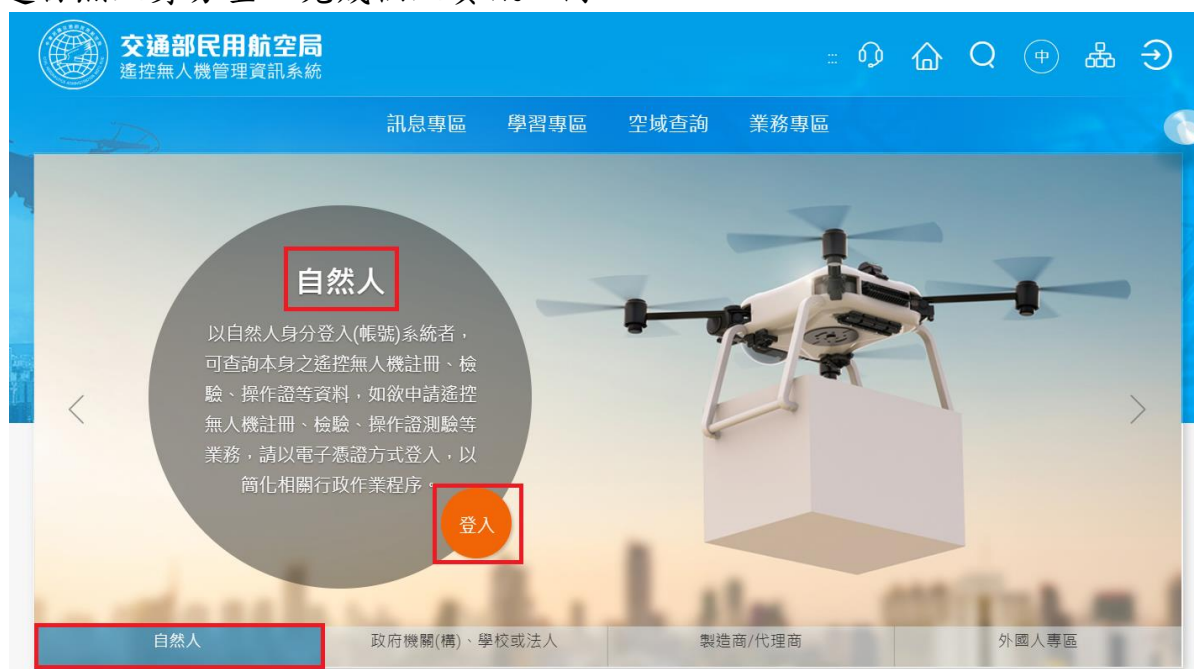 交通部民用航空局
遙控無人機管理資訊系統
中
訊息專區 學習專區 空域查詢 業務專區
自然人
以自然人身分登入(帳號)系統者，
可查詢本身之遙控無人機註冊、檢
驗、操作證等資料，如欲申請遙控
無人機註冊、檢驗、操作證測驗等
業務，請以電子憑證方式登入，以
簡化相關行政作業程序。
登入
自然人 政府機關(構)、學校或法人 製造商/代理商 外國人專區